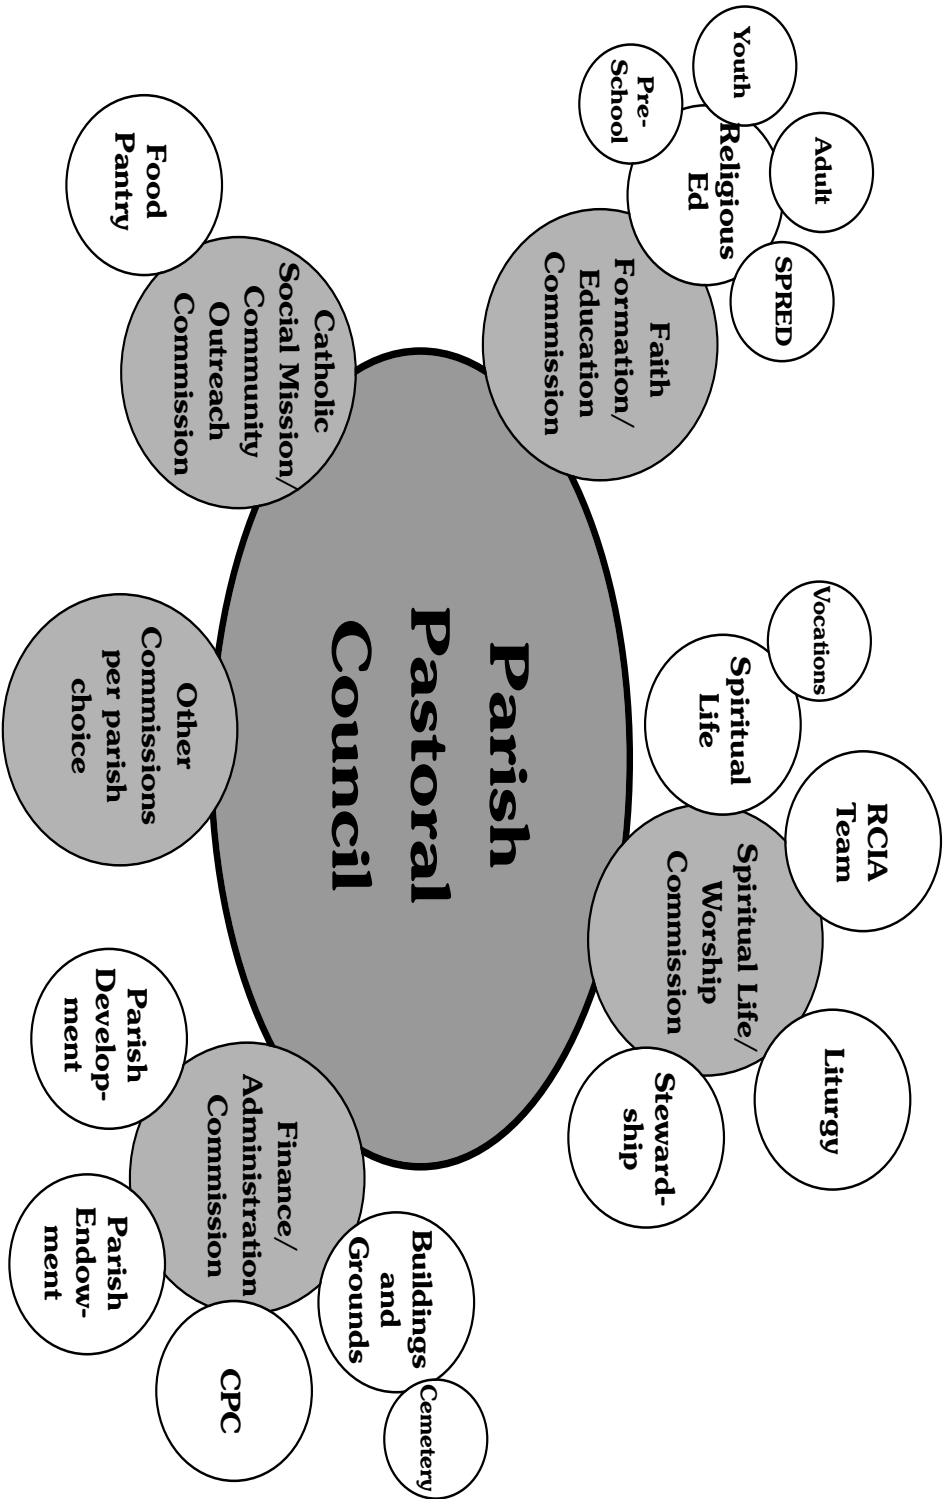 Youth
Adult
Pre-
School
Religious
Ed
SPRED
Faith
Formation/
Education
Commission
Vocations
Spiritual
Life
RCIA
Team
Spiritual Life/
Worship
Commission
Liturgy
Steward-
ship
Parish
Pastoral
Council
Food
Pantry
Catholic
Social Mission/
Community
Outreach
Commission
Other
Commissions
per parish
choice
Parish
Develop-
ment
Finance/
Administration
Commission
Buildings
and
Grounds
Cemetery
Parish
Endow-
ment
CPC